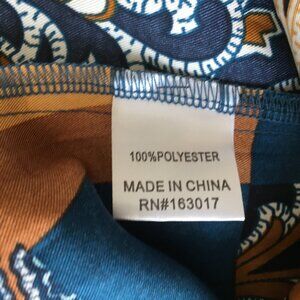 100%POLYESTER
MADE IN CHINA
RN#163017